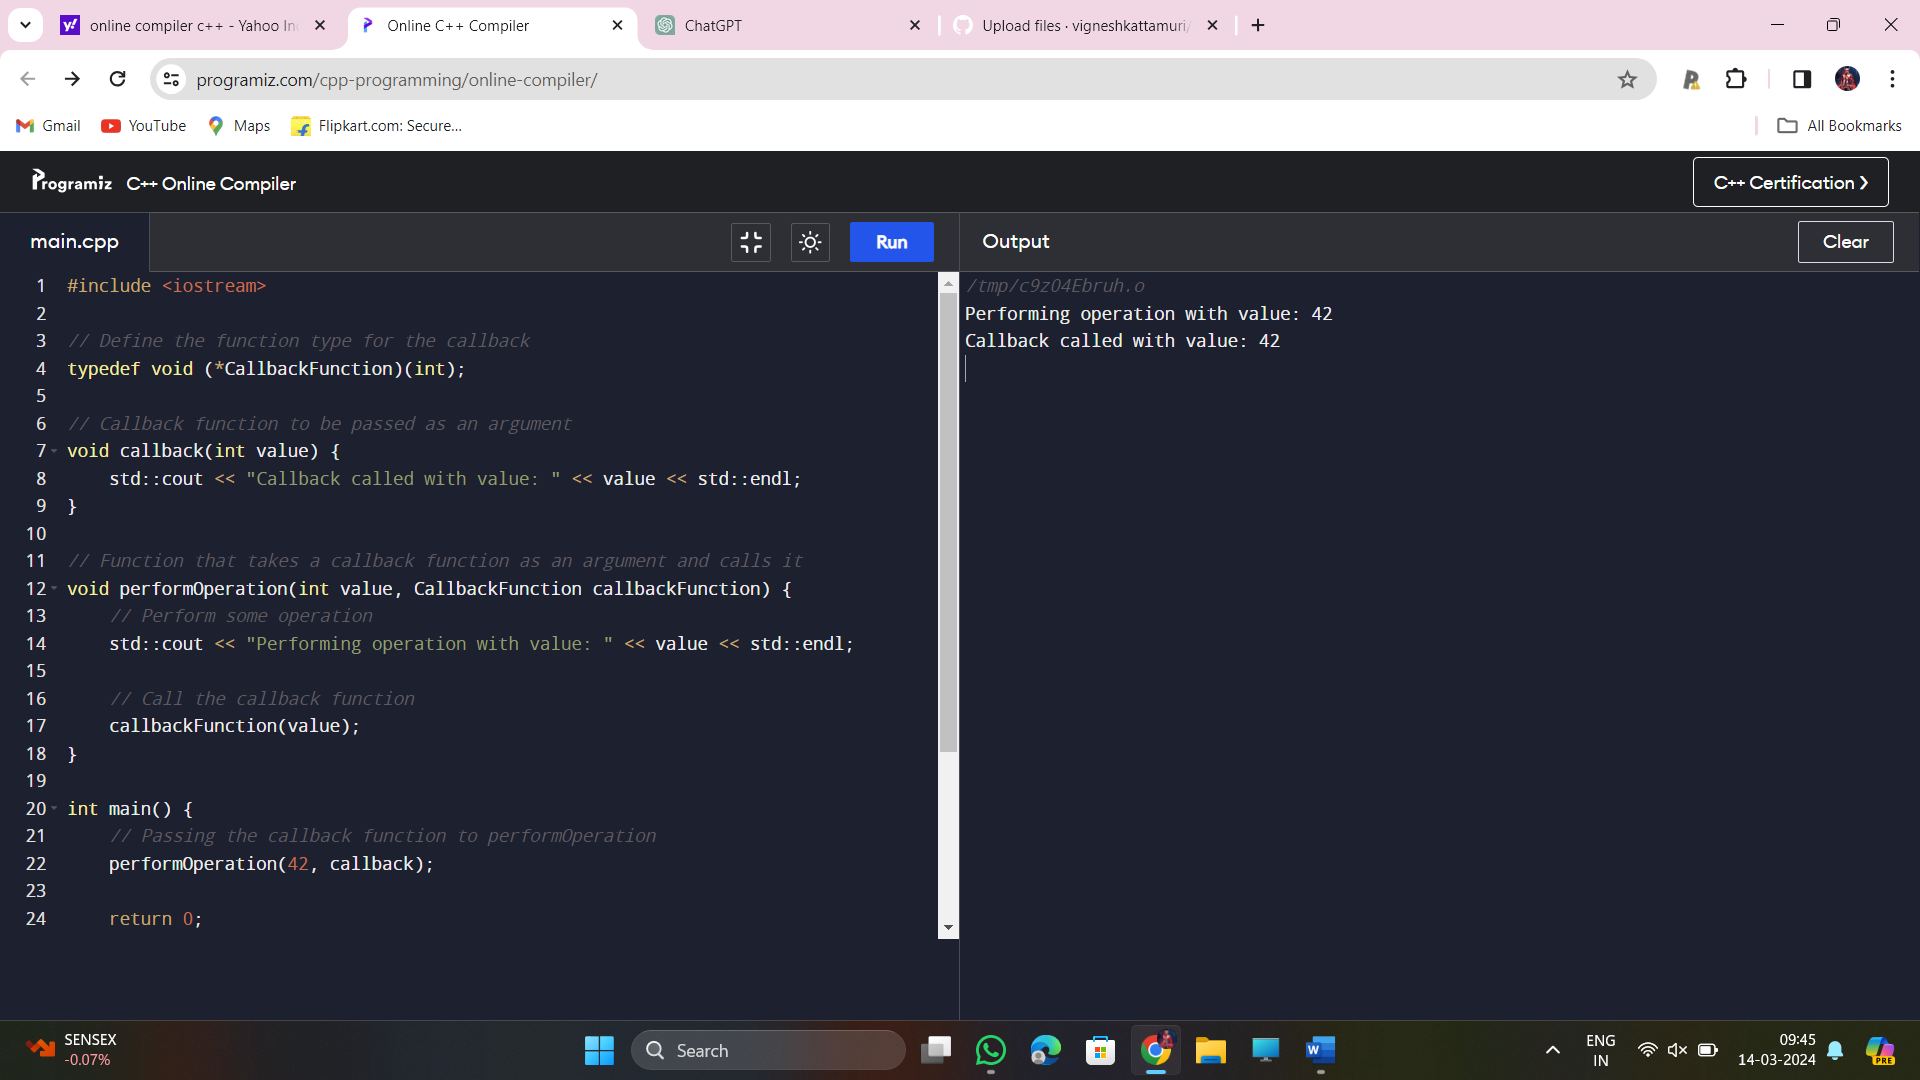 online compiler c++ - Yahoo In
Online C++ Compiler
ChatGPT
Upload files · vigneshkattamuri/
programiz.com/cpp-programming/online-compiler/
Gmail
YouTube
Maps
Flipkart.com: Secure...
All Bookmarks
Programiz C++ Online Compiler
C++ Certification ❯
main.cpp
Run
Output
Clear
1 #include <iostream>
2
3 // Define the function type for the callback
4 typedef void (*CallbackFunction)(int);
5
6 // Callback function to be passed as an argument
7 void callback(int value) {
8 std::cout << "Callback called with value: " << value << std::endl;
9 }
10
11 // Function that takes a callback function as an argument and calls it
12 void performOperation(int value, CallbackFunction callbackFunction) {
13 // Perform some operation
14 std::cout << "Performing operation with value: " << value << std::endl;
15
16 // Call the callback function
17 callbackFunction(value);
18 }
19
20 int main() {
21 // Passing the callback function to performOperation
22 performOperation(42, callback);
23
24 return 0;
/tmp/c9z04Ebruh.o
Performing operation with value: 42
Callback called with value: 42
SENSEX
-0.07%
Search
ENG
IN
09:45
14-03-2024
PRE